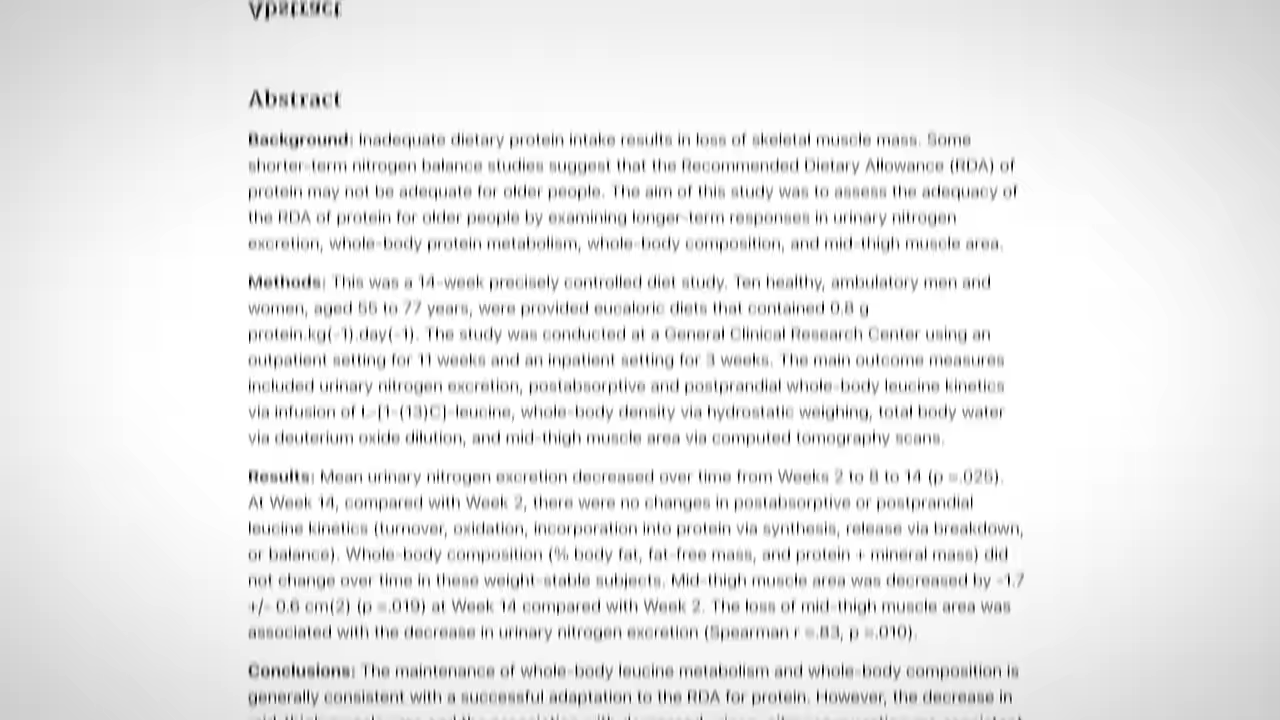 Abstract
Abstract
Background: Inadequate dietary protein intake results in loss of skeletal muscle mass. Some
shorter-term nitrogen balance studies suggest that the Recommended Dietary Allowance (RDA) of
protein may not be adequate for older people. The aim of this study was to assess the adequacy of
the RDA of protein for older people by examining longer-term responses in urinary nitrogen
excretion, whole-body protein metabolism, whole-body composition, and mid-thigh muscle area.
Methods: This was a 14-week precisely controlled diet study. Ten healthy, ambulatory men and
women, aged 55 to 77 years, were provided eucaloric diets that contained 0.8 g
protein.kg(-1).day(-1). The study was conducted at a General Clinical Research Center using an
outpatient setting for 11 weeks and an inpatient setting for 3 weeks. The main outcome measures
included urinary nitrogen excretion, postabsorptive and postprandial whole-body leucine kinetics
via infusion of L-[1-(13)C]-leucine, whole-body density via hydrostatic weighing, total body water
via deuterium oxide dilution, and mid-thigh muscle area via computed tomography scans.
Results: Mean urinary nitrogen excretion decreased over time from Weeks 2 to 8 to 14 (p =.025).
At Week 14, compared with Week 2, there were no changes in postabsorptive or postprandial
leucine kinetics (turnover, oxidation, incorporation into protein via synthesis, release via breakdown,
or balance). Whole-body composition (% body fat, fat-free mass, and protein + mineral mass) did
not change over time in these weight-stable subjects. Mid-thigh muscle area was decreased by -1.7
+/- 0.6 cm(2) (p =.019) at Week 14 compared with Week 2. The loss of mid-thigh muscle area was
associated with the decrease in urinary nitrogen excretion (Spearman r =.83, p =.010).
Conclusions: The maintenance of whole-body leucine metabolism and whole-body composition is
generally consistent with a successful adaptation to the RDA for protein. However, the decrease in